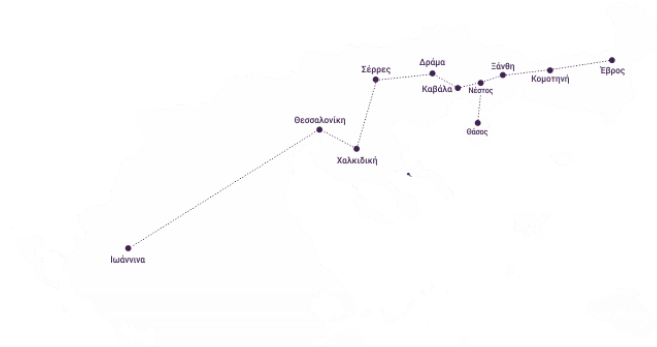 Έβρος
Δράμα
Ξάνθη
Σέρρες
Κομοτηνή
Καβάλα
Νέστος
Θεσσαλονίκη
Θάσος
Χαλκιδική
Ιωάννινα